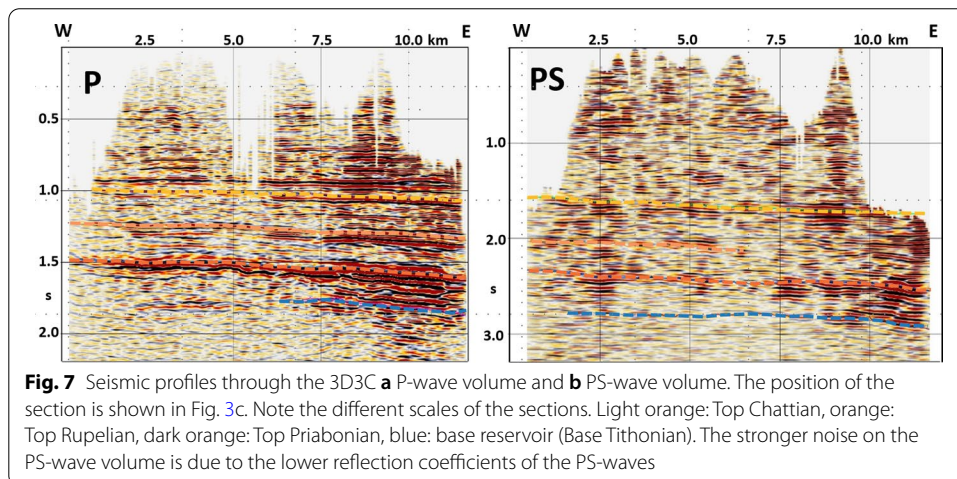 W 2.5 5.0 7.5 10.0 km E
P
0.5
1.0
1.5
s
2.0
W 2.5 5.0 7.5 10.0 km E
PS
1.0
2.0
s
3.0
Fig. 7 Seismic profiles through the 3D3C a P-wave volume and b PS-wave volume. The position of the
section is shown in Fig. 3c. Note the different scales of the sections. Light orange: Top Chattian, orange:
Top Rupelian, dark orange: Top Priabonian, blue: base reservoir (Base Tithonian). The stronger noise on the
PS-wave volume is due to the lower reflection coefficients of the PS-waves